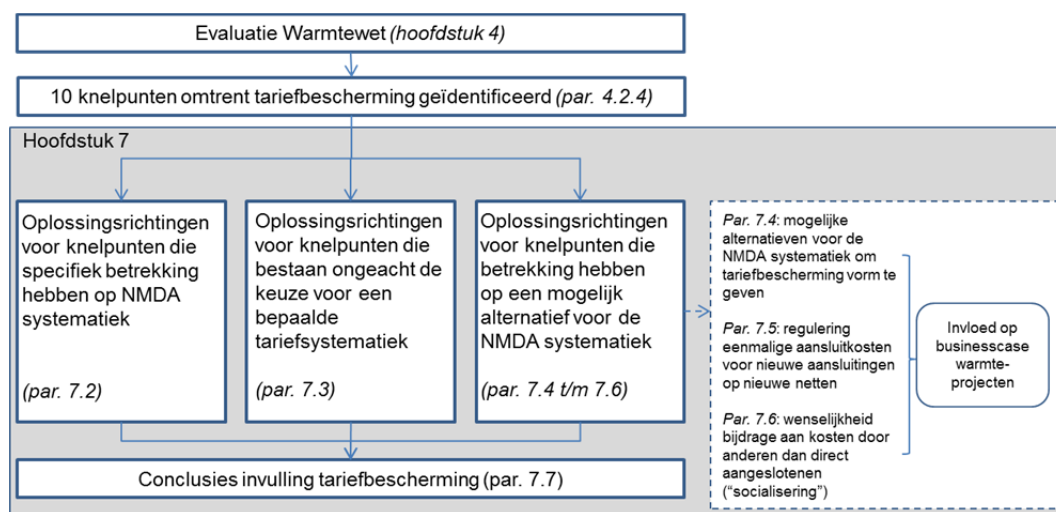 Evaluatie Warmtewet (hoofdstuk 4)
10 knelpunten omtrent tariefbescherming geïdentificeerd (par. 4.2.4)
Hoofdstuk 7
Oplossingsrichtingen
voor knelpunten die
specifiek betrekking
hebben op NMDA
systematiek
(par. 7.2)
Oplossingsrichtingen
voor knelpunten die
bestaan ongeacht de
keuze voor een
bepaalde
tariefsystematiek
(par. 7.3)
Oplossingsrichtingen
voor knelpunten die
betrekking hebben
op een mogelijk
alternatief voor de
NMDA systematiek
(par. 7.4 t/m 7.6)
Par. 7.4: mogelijke
alternatieven voor de
NMDA systematiek om
tariefbescherming vorm te
geven
Par. 7.5: regulering
eenmalige aansluitkosten
voor nieuwe aansluitingen
op nieuwe netten
Par. 7.6: wenselijkheid
bijdrage aan kosten door
anderen dan direct
aangeslotenen
(“socialisering”)
Invloed op
businesscase
warmte-
projecten
Conclusies invulling tariefbescherming (par. 7.7)